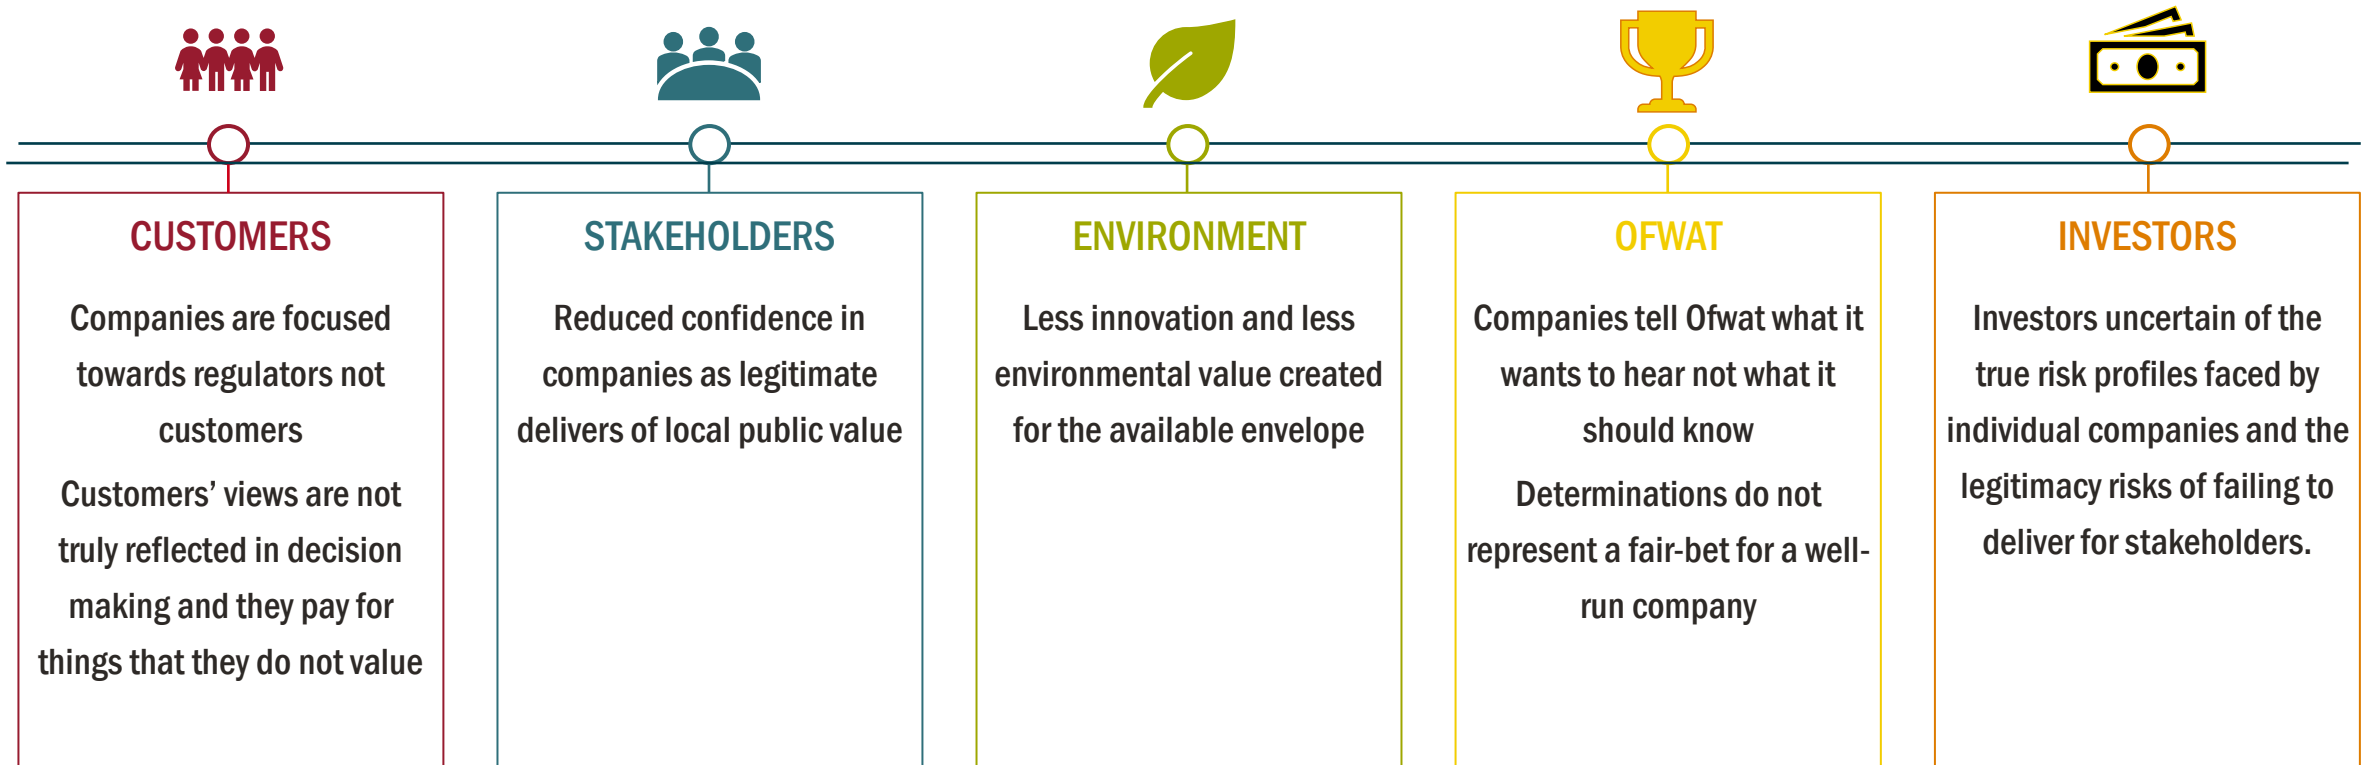 CUSTOMERS
Companies are focused
towards regulators not
customers
Customers’ views are not
truly reflected in decision
making and they pay for
things that they do not value
STAKEHOLDERS
Reduced confidence in
companies as legitimate
delivers of local public value
ENVIRONMENT
Less innovation and less
environmental value created
for the available envelope
OFWAT
Companies tell Ofwat what it
wants to hear not what it
should know
Determinations do not
represent a fair-bet for a well-
run company
INVESTORS
Investors uncertain of the
true risk profiles faced by
individual companies and the
legitimacy risks of failing to
deliver for stakeholders.